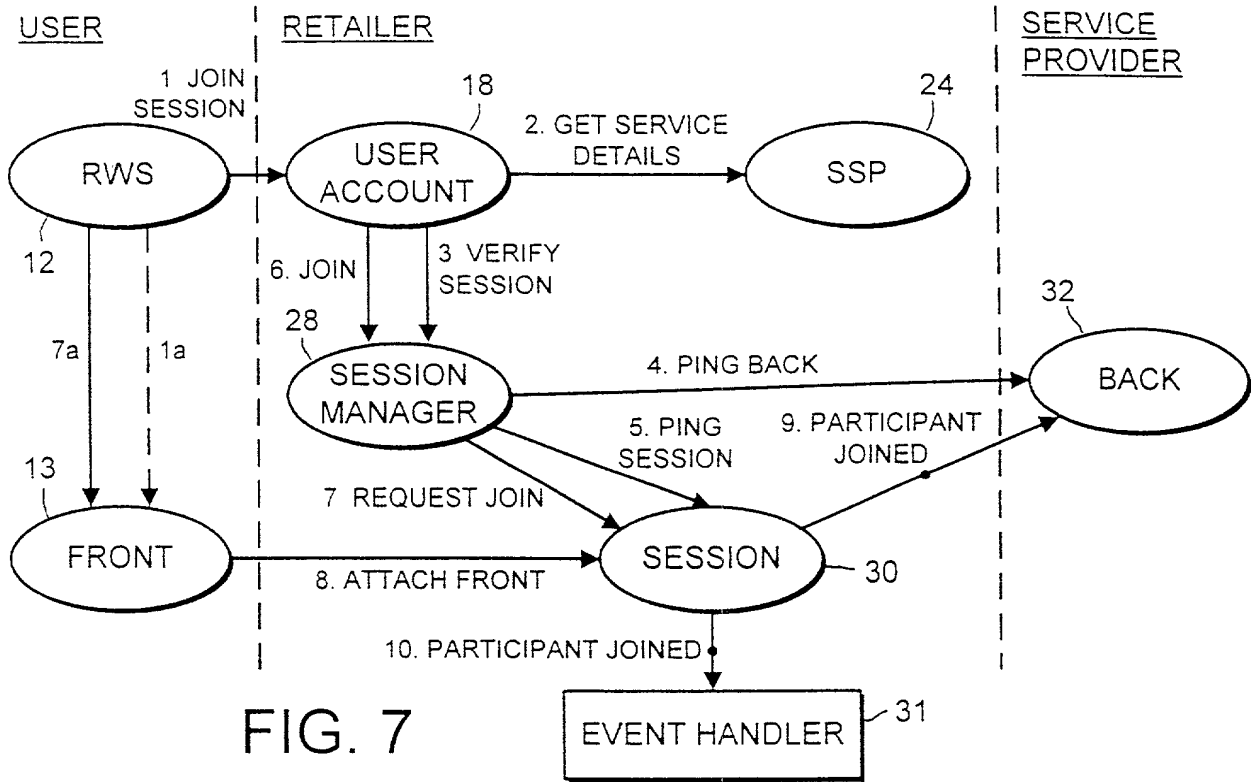 USER
RETAILER
SERVICE
PROVIDER
1 JOIN
SESSION
18
24
2. GET SERVICE
DETAILS
RWS
USER
ACCOUNT
SSP
12
6. JOIN
3 VERIFY
SESSION
28
32
7a
1a
SESSION
MANAGER
4. PING BACK
BACK
5. PING
SESSION
9. PARTICIPANT
JOINED
13
7 REQUEST JOIN
FRONT
SESSION
8. ATTACH FRONT
30
10. PARTICIPANT JOINED
31
EVENT HANDLER
FIG. 7